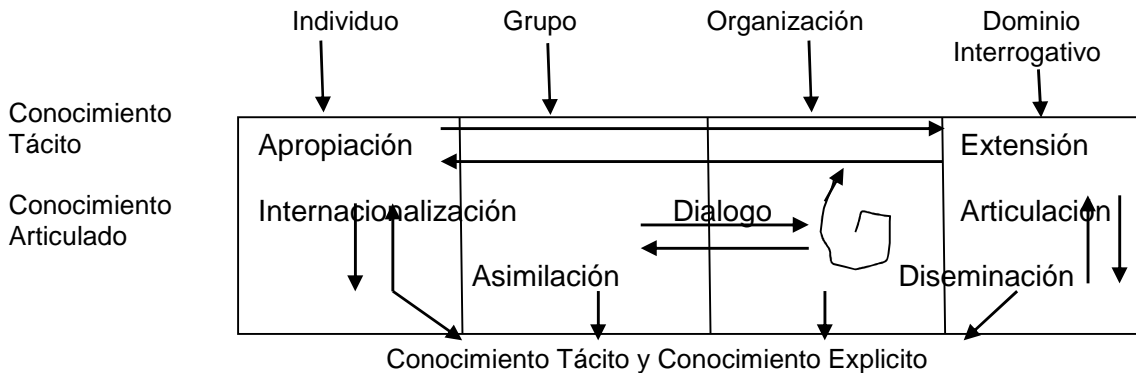 Individuo
Grupo
Organización
Dominio
Interrogativo
Conocimiento
Tácito
Apropiación
Extensión
Conocimiento
Articulado
Internacionalización
Dialogo
Articulación
Asimilación
Diseminación
Conocimiento Tácito y Conocimiento Explicito